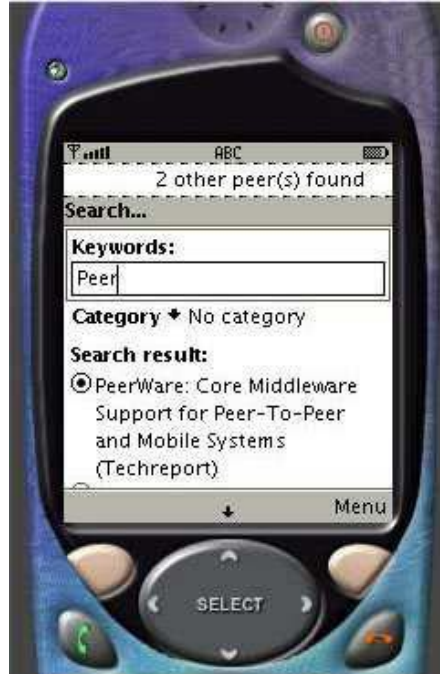 ABC
2 other peer(s) found
Search...
Keywords:
Peer
Category No category
Search result:
PeerWare: Core Middleware
Support for Peer-To-Peer
and Mobile Systems
(Techreport)
Menu
SELECT